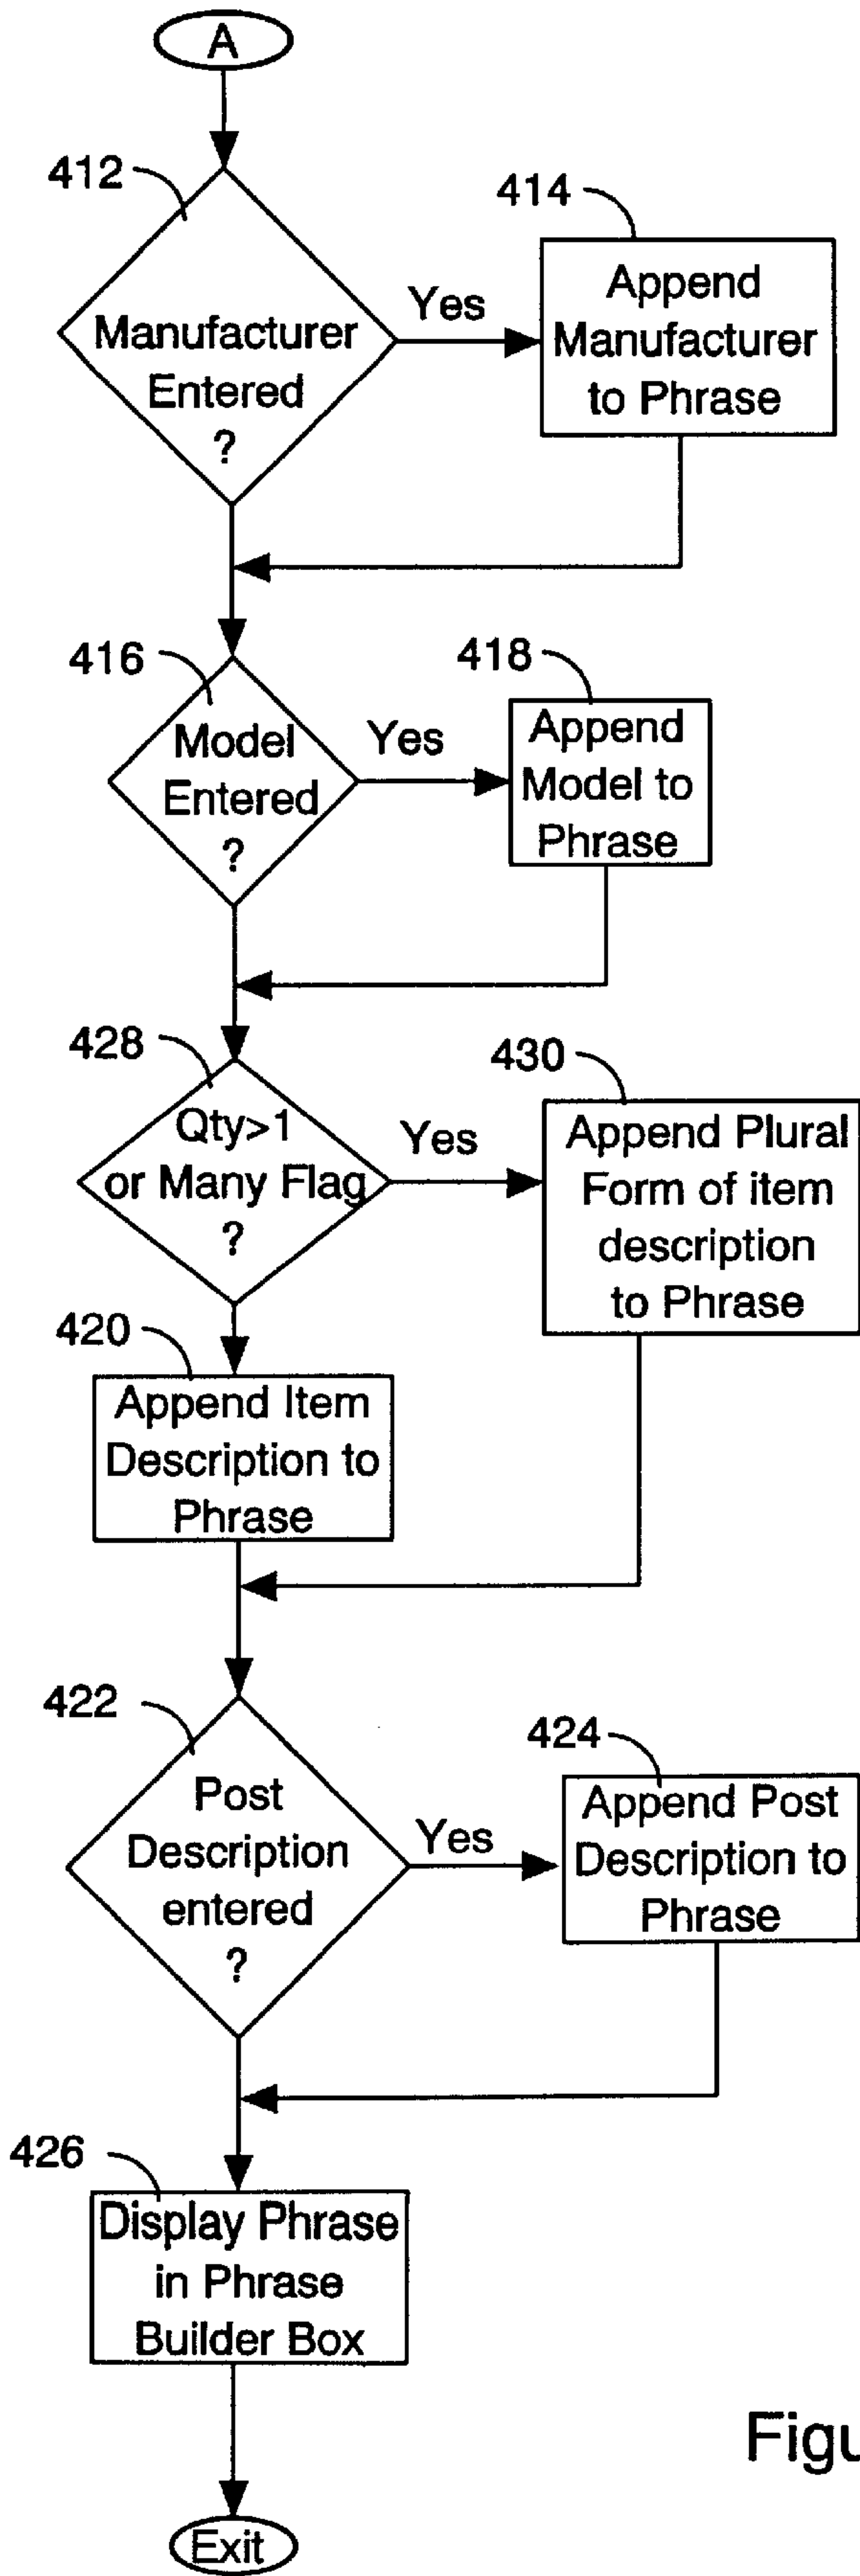 A
412
Manufacturer
Entered
?
Yes
414
Append
Manufacturer
to Phrase
416
Model
Entered
?
Yes
418
Append
Model to
Phrase
428
Qty>1
or Many Flag
?
Yes
430
Append Plural
Form of item
description
to Phrase
420
Append Item
Description to
Phrase
422
Post
Description
entered
?
Yes
424
Append Post
Description to
Phrase
426
Display Phrase
in Phrase
Builder Box
Exit